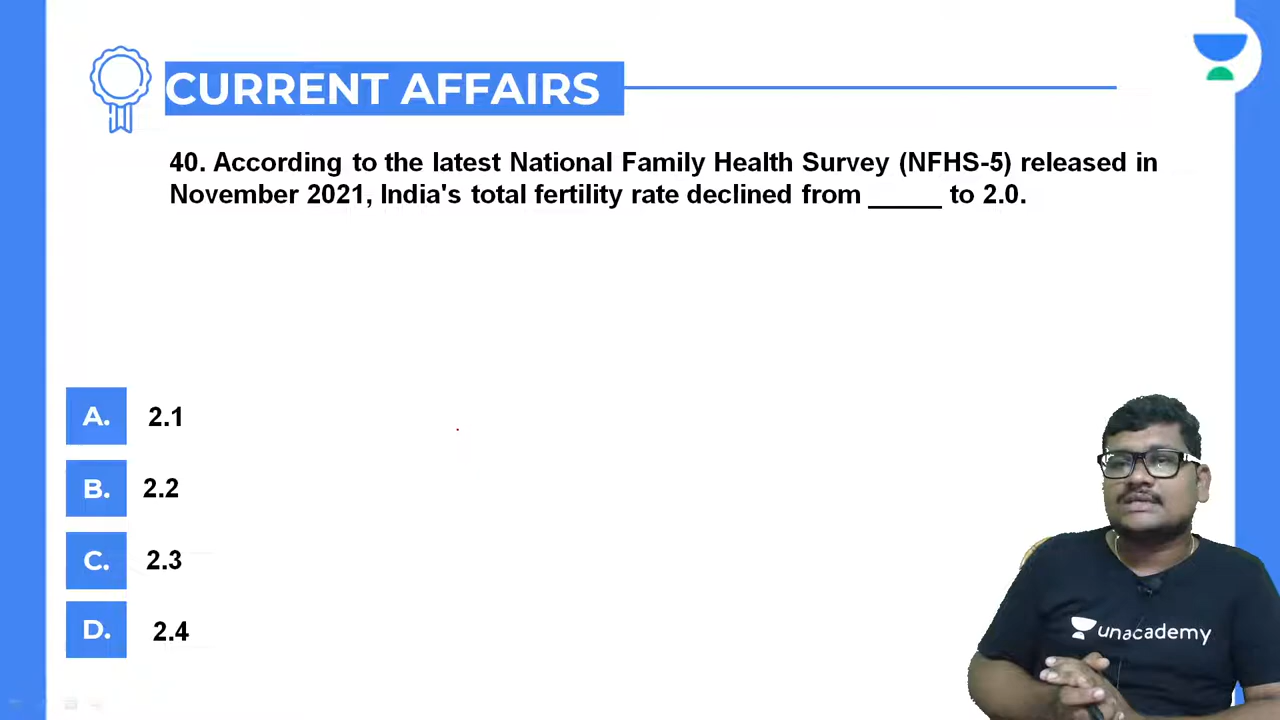 CURRENT AFFAIRS
40. According to the latest National Family Health Survey (NFHS-5) released in
November 2021, India's total fertility rate declined from _____ to 2.0.
A. 2.1
B. 2.2
C. 2.3
D. 2.4
unacademy